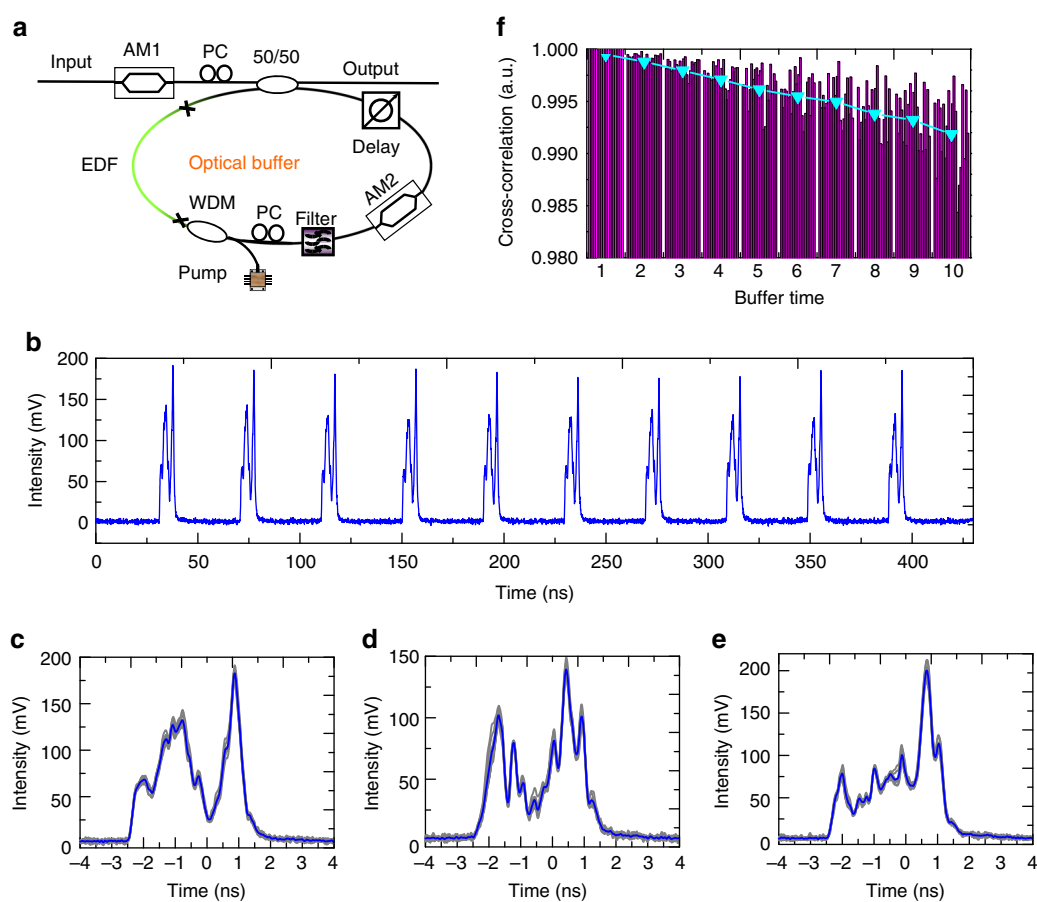 a
Input
AM1
PC
50/50
Output
Delay
EDF
Optical buffer
AM2
WDM
PC
Filter
Pump
f
Cross-correlation (a.u.)
1.000
0.995
0.990
0.985
0.980
1 2 3 4 5 6 7 8 9 10
Buffer time
b
Intensity (mV)
200
150
100
50
0
0 50 100 150 200 250 300 350 400
Time (ns)
c
Intensity (mV)
200
150
100
50
0
−4 −3 −2 −1 0 1 2 3 4
Time (ns)
d
Intensity (mV)
150
100
50
0
−4 −3 −2 −1 0 1 2 3 4
Time (ns)
e
Intensity (mV)
200
150
100
50
0
−4 −3 −2 −1 0 1 2 3 4
Time (ns)